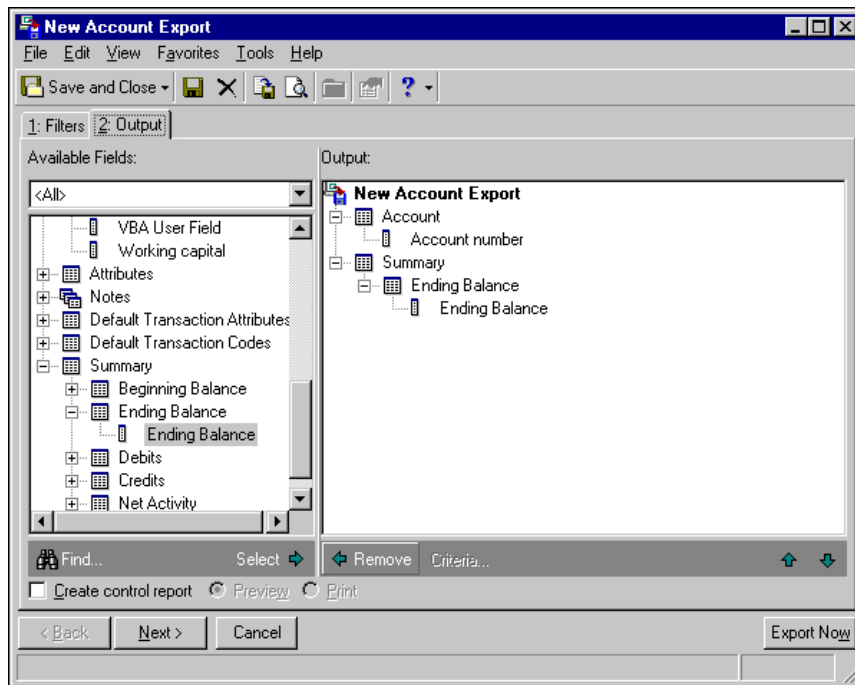 New Account Export
File Edit View Favorites Tools Help
Save and Close ?
1: Filters 2: Output
Available Fields:
<All>
VBA User Field
Working capital
Attributes
Notes
Default Transaction Attributes
Default Transaction Codes
Summary
Beginning Balance
Ending Balance
Ending Balance
Debits
Credits
Net Activity
Find... Select
Output:
New Account Export
Account
Account number
Summary
Ending Balance
Ending Balance
Remove Criteria...
Create control report Preview Print
< Back Next > Cancel Export Now